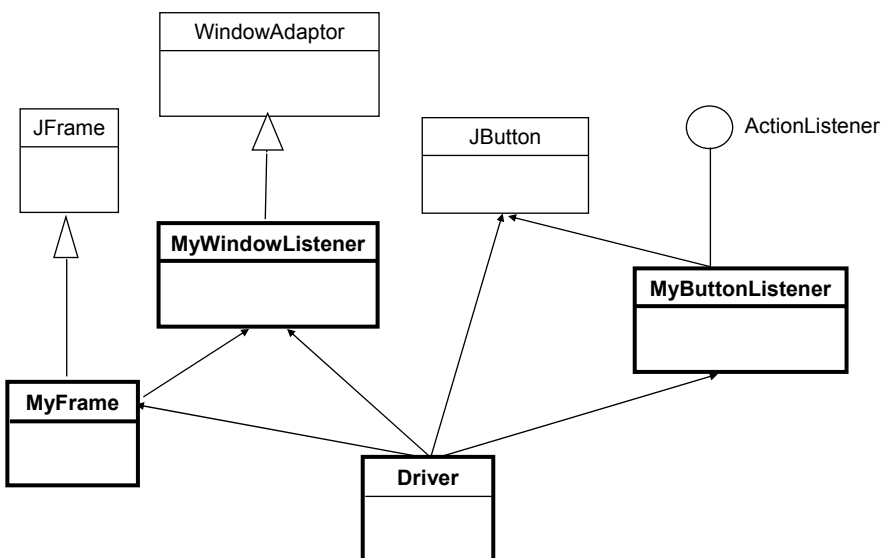 WindowAdaptor
JFrame
JButton
ActionListener
MyWindowListener
MyButtonListener
MyFrame
Driver